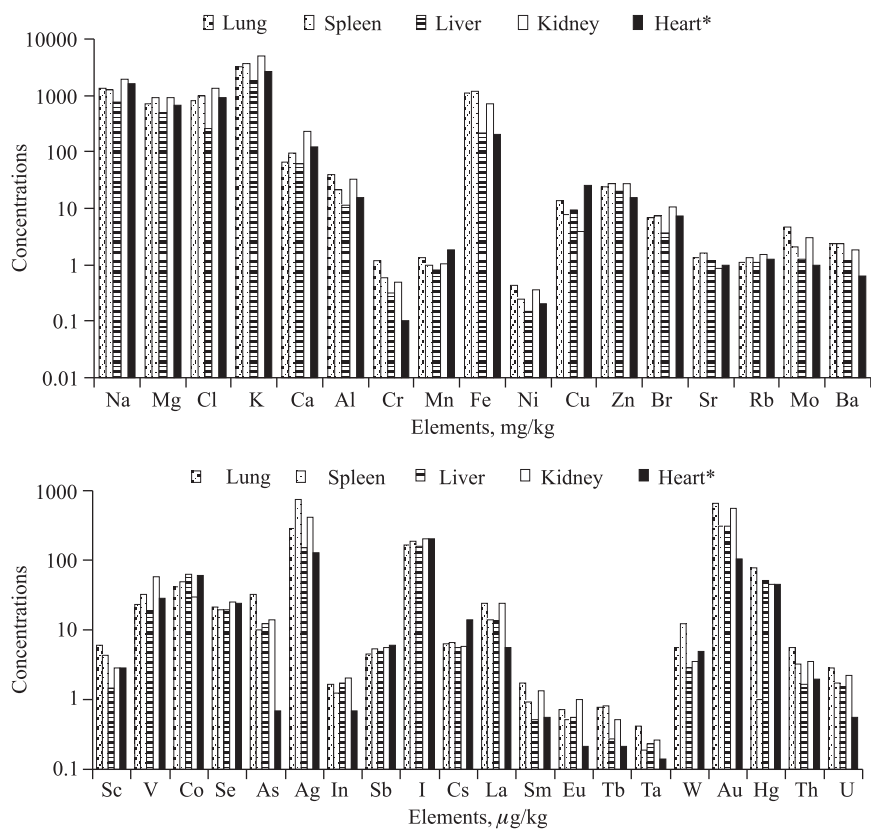 Lung Spleen Liver Kidney Heart*
10000
1000
100
10
1
0.1
0.01
Concentrations
Na Mg Cl K Ca Al Cr Mn Fe Ni Cu Zn Br Sr Rb Mo Ba
Elements, mg/kg
Lung Spleen Liver Kidney Heart*
1000
100
10
1
0.1
Concentrations
Sc V Co Se As Ag In Sb I Cs La Sm Eu Tb Ta W Au Hg Th U
Elements, μg/kg